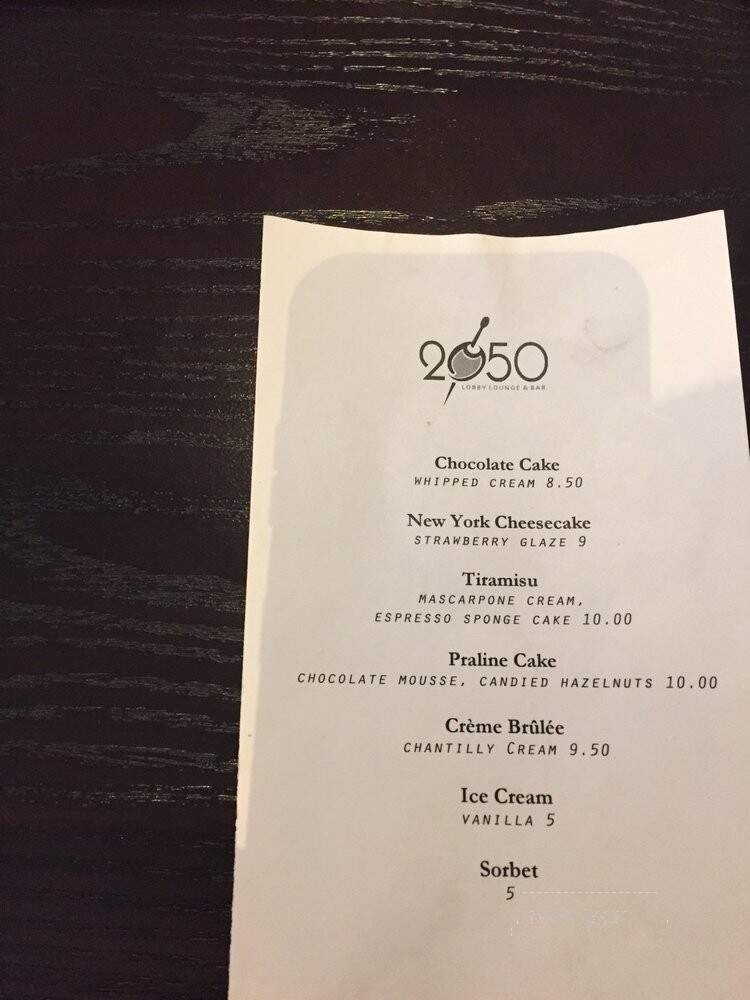 2050
LOBBY LOUNGE & BAR
Chocolate Cake
WHIPPED CREAM 8.50
New York Cheesecake
STRAWBERRY GLAZE 9
Tiramisu
MASCARPONE CREAM,
ESPRESSO SPONGE CAKE 10.00
Praline Cake
CHOCOLATE MOUSSE, CANDIED HAZELNUTS 10.00
Crème Brûlée
CHANTILLY CREAM 9.50
Ice Cream
VANILLA 5
Sorbet
5